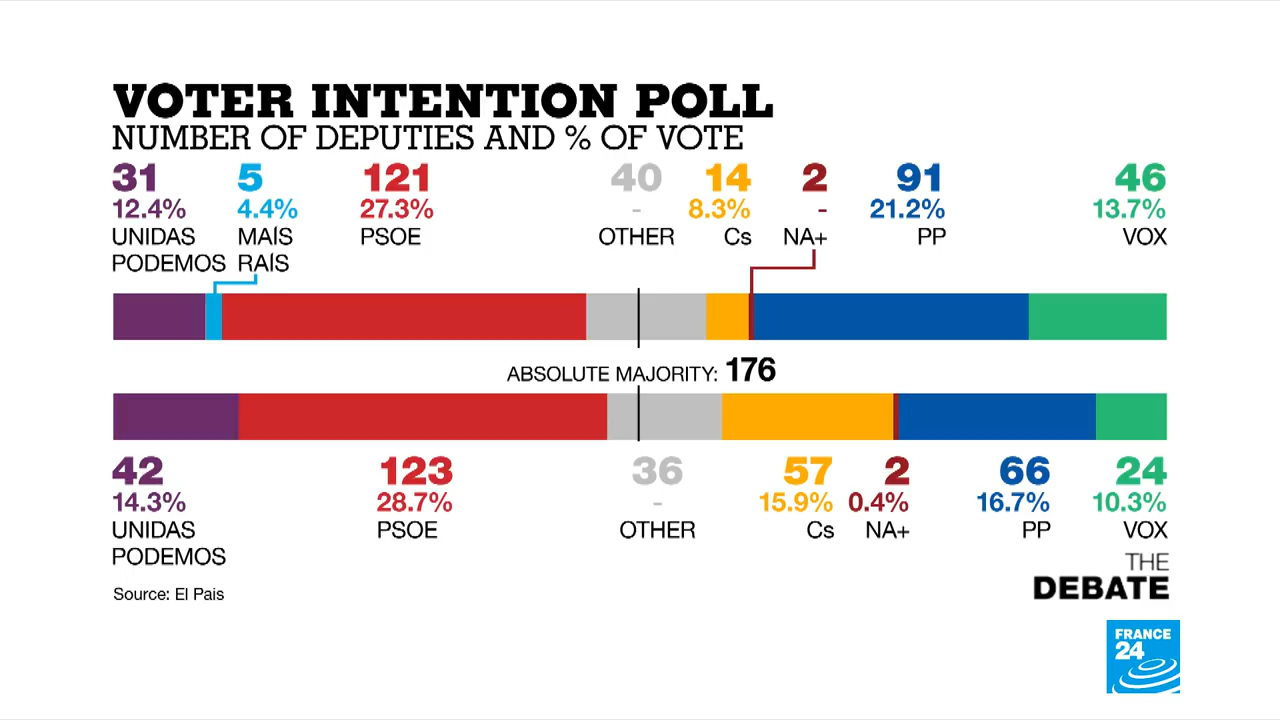 VOTER INTENTION POLL
NUMBER OF DEPUTIES AND % OF VOTE
31 5 121 40 14 2 91 46
12.4% 4.4% 27.3% - 8.3% - 21.2% 13.7%
UNIDAS MAÍS PSOE OTHER Cs NA+ PP VOX
PODEMOS RAÍS
ABSOLUTE MAJORITY: 176
42 123 36 57 2 66 24
14.3% 28.7% - 15.9% 0.4% 16.7% 10.3%
UNIDAS PSOE OTHER Cs NA+ PP VOX
PODEMOS
THE
DEBATE
Source: El Pais
FRANCE
24